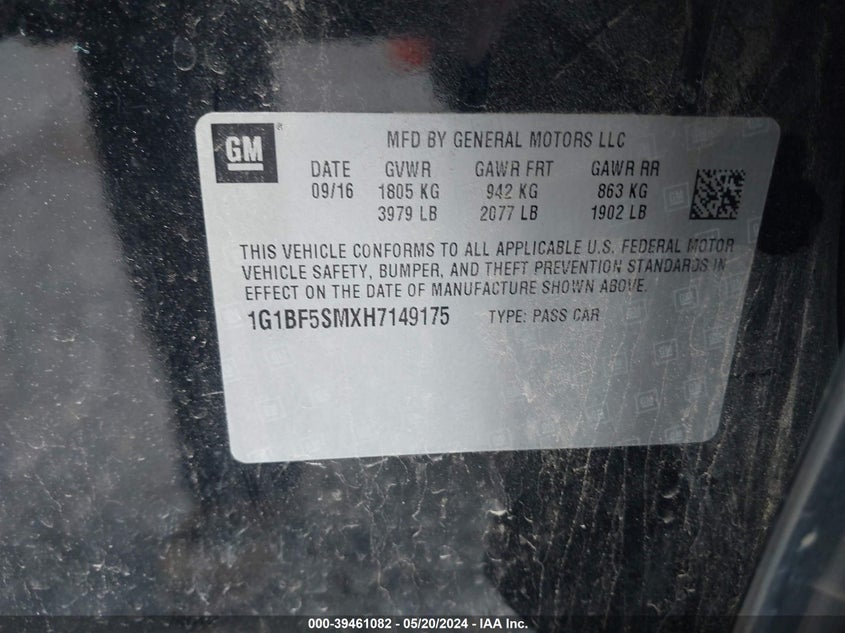 GM
MFD BY GENERAL MOTORS LLC
DATE GVWR GAWR FRT GAWR RR
09/16 1805 KG 942 KG 863 KG
3979 LB 2077 LB 1902 LB
THIS VEHICLE CONFORMS TO ALL APPLICABLE U.S. FEDERAL MOTOR
VEHICLE SAFETY, BUMPER, AND THEFT PREVENTION STANDARDS IN
EFFECT ON THE DATE OF MANUFACTURE SHOWN ABOVE.
1G1BF5SMXH7149175 TYPE: PASS CAR
000-39461082 - 05/20/2024 - IAA Inc.